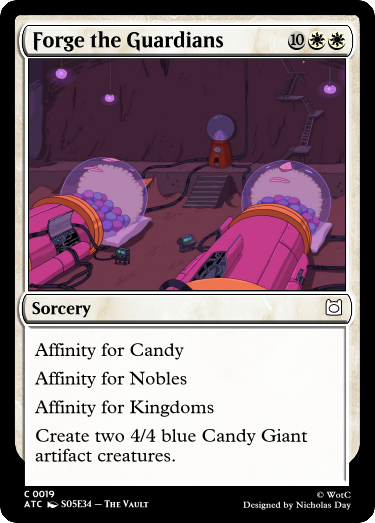 Forge the Guardians 10
Sorcery
Affinity for Candy
Affinity for Nobles
Affinity for Kingdoms
Create two 4/4 blue Candy Giant
artifact creatures.
C 0019 © WotC
ATC S05E34 — The Vault Designed by Nicholas Day